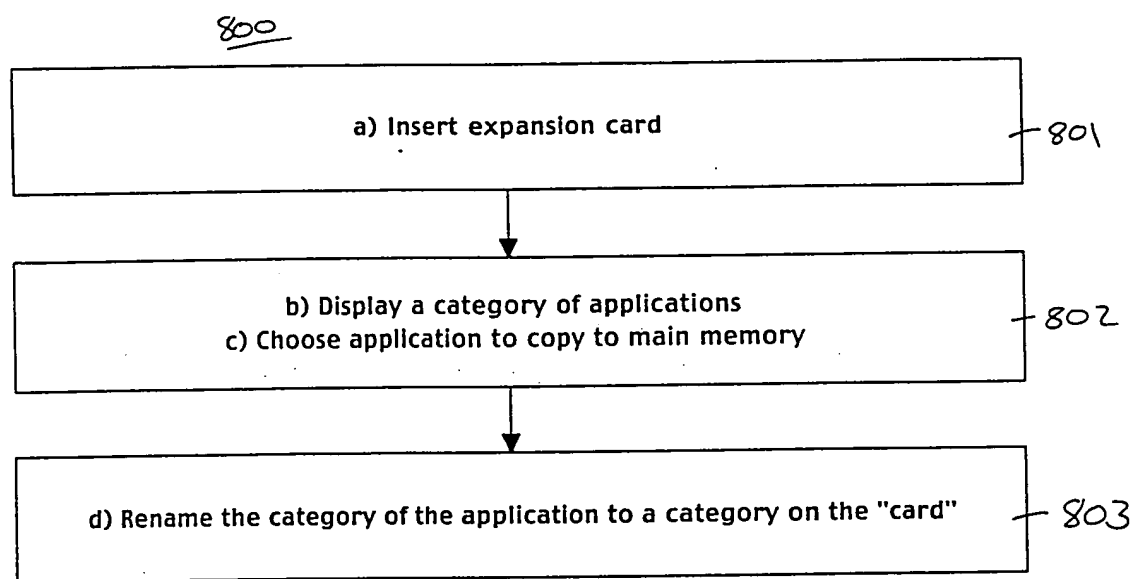 800
a) Insert expansion card
801
b) Display a category of applications
c) Choose application to copy to main memory
802
d) Rename the category of the application to a category on the "card"
803